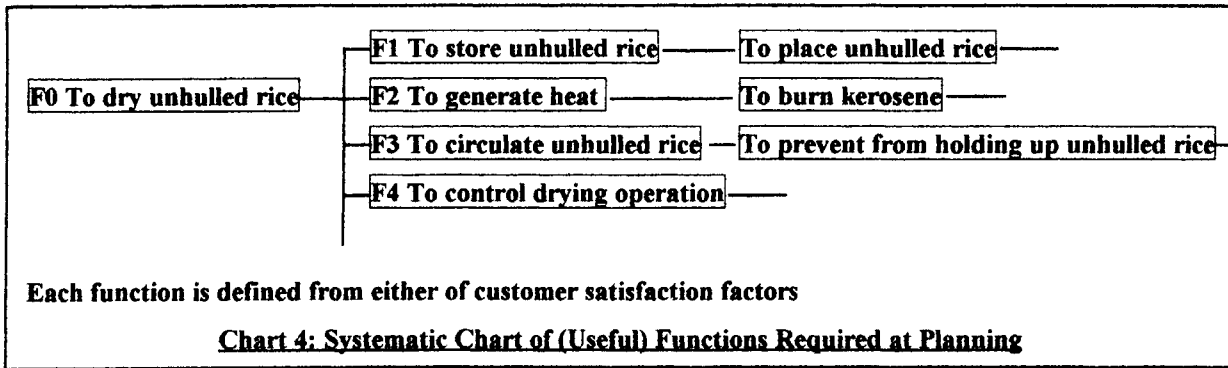 F1 To store unhulled rice To place unhulled rice
F0 To dry unhulled rice F2 To generate heat To burn kerosene
F3 To circulate unhulled rice To prevent from holding up unhulled rice
F4 To control drying operation
Each function is defined from either of customer satisfaction factors
Chart 4: Systematic Chart of (Useful) Functions Required at Planning